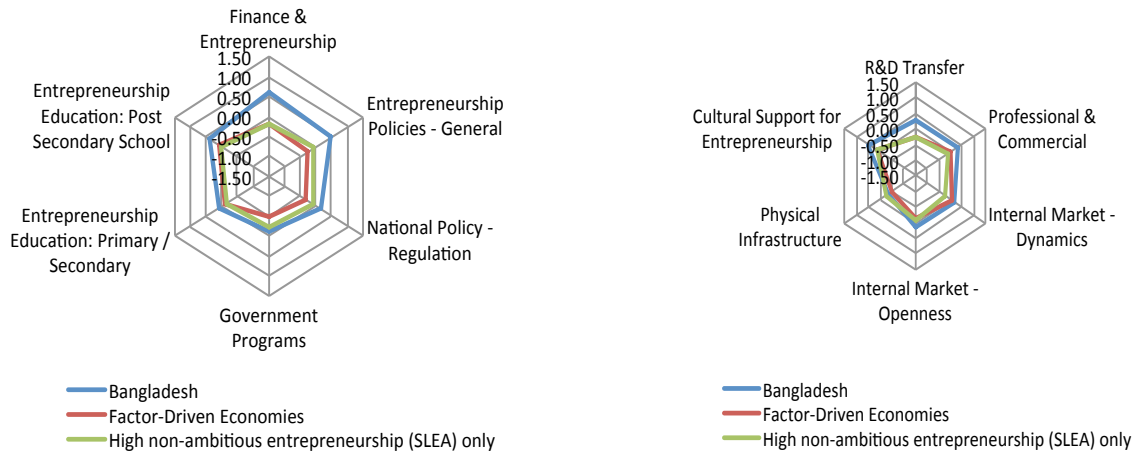 Finance &
Entrepreneurship
1.50
1.00
0.50
0.00
-0.50
-1.00
-1.50
Entrepreneurship
Policies - General
National Policy -
Regulation
Government
Programs
Entrepreneurship
Education: Primary /
Secondary
Entrepreneurship
Education: Post
Secondary School
Bangladesh
Factor-Driven Economies
High non-ambitious entrepreneurship (SLEA) only
R&D Transfer
1.50
1.00
0.50
0.00
-0.50
-1.00
-1.50
Professional &
Commercial
Internal Market -
Dynamics
Internal Market -
Openness
Physical
Infrastructure
Cultural Support for
Entrepreneurship
Bangladesh
Factor-Driven Economies
High non-ambitious entrepreneurship (SLEA) only